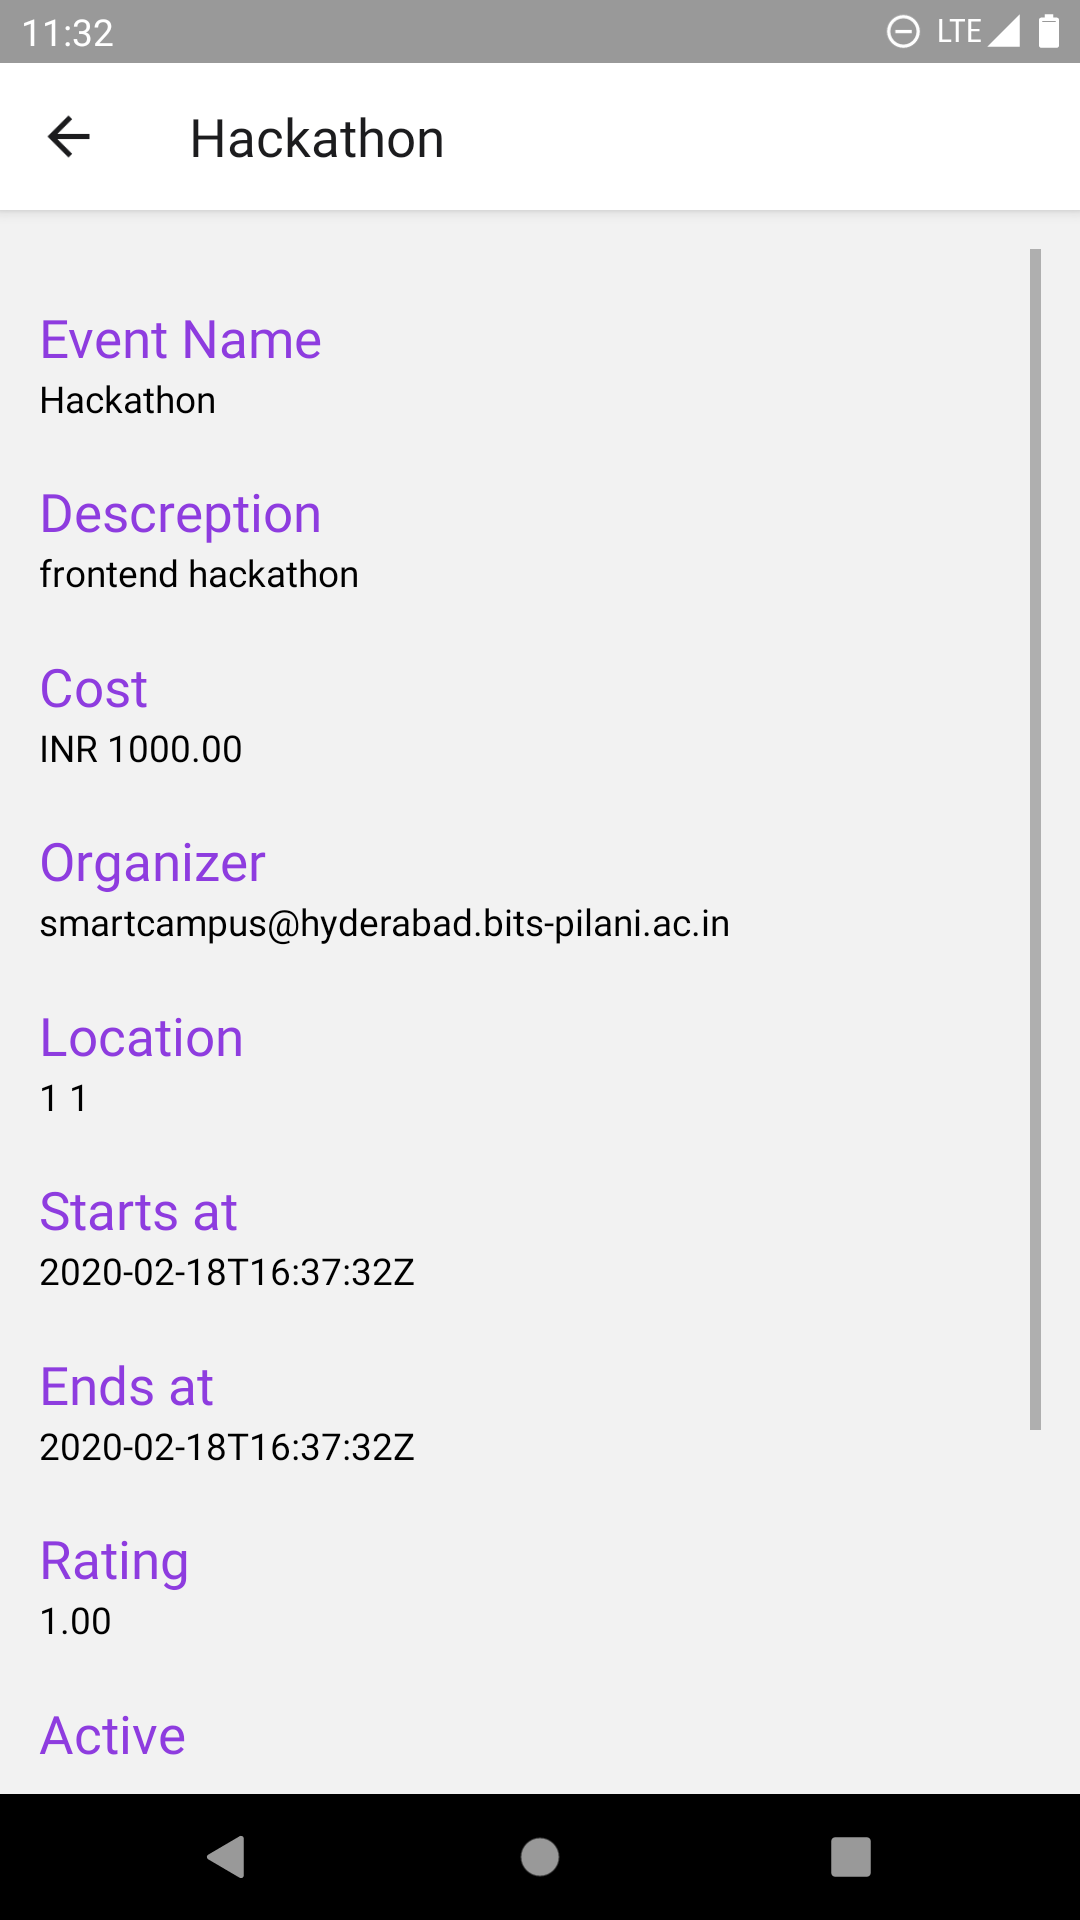 11:32
LTE
Hackathon
Event Name
Hackathon
Descreption
frontend hackathon
Cost
INR 1000.00
Organizer
smartcampus@hyderabad.bits-pilani.ac.in
Location
1 1
Starts at
2020-02-18T16:37:32Z
Ends at
2020-02-18T16:37:32Z
Rating
1.00
Active